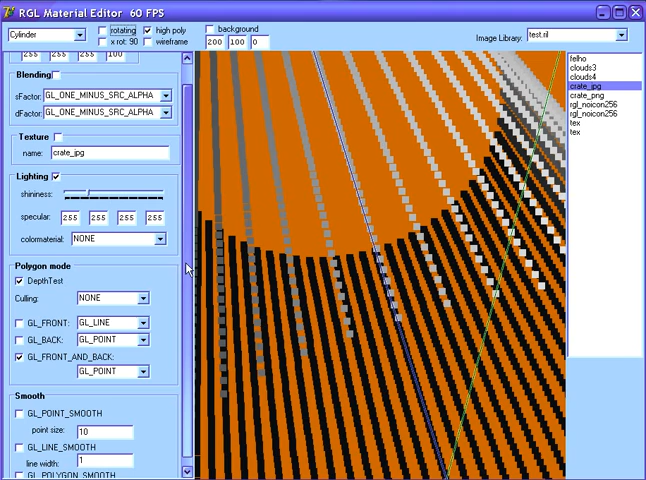 RGL Material Editor 60 FPS
Cylinder
rotating
high poly
x rot: 90
wireframe
background
200 100 0
Image Library: test.ril
255 255 255 100
Blending
sFactor: GL_ONE_MINUS_SRC_ALPHA
dFactor: GL_ONE_MINUS_SRC_ALPHA
Texture
name: crate_jpg
Lighting
shininess:
specular: 255 255 255 255
colormaterial: NONE
Polygon mode
DepthTest
Culling: NONE
GL_FRONT: GL_LINE
GL_BACK: GL_POINT
GL_FRONT_AND_BACK:
GL_POINT
Smooth
GL_POINT_SMOOTH
point size: 10
GL_LINE_SMOOTH
line width: 1
GL_POLYGON_SMOOTH
felho
clouds3
clouds4
crate_jpg
crate_png
rgl_noicon256
rgl_noicon256
tex
tex